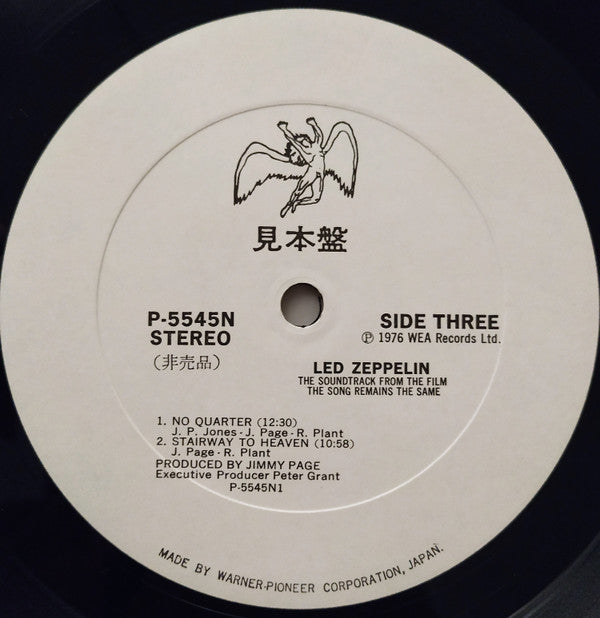 見本盤
P-5545N
STEREO
(非売品)
SIDE THREE
Ⓟ 1976 WEA Records Ltd.
LED ZEPPELIN
THE SOUNDTRACK FROM THE FILM
THE SONG REMAINS THE SAME
1. NO QUARTER (12:30)
J. P. Jones · J. Page · R. Plant
2. STAIRWAY TO HEAVEN (10:58)
J. Page · R. Plant
PRODUCED BY JIMMY PAGE
Executive Producer Peter Grant
P-5545N1
MADE BY WARNER-PIONEER CORPORATION, JAPAN.